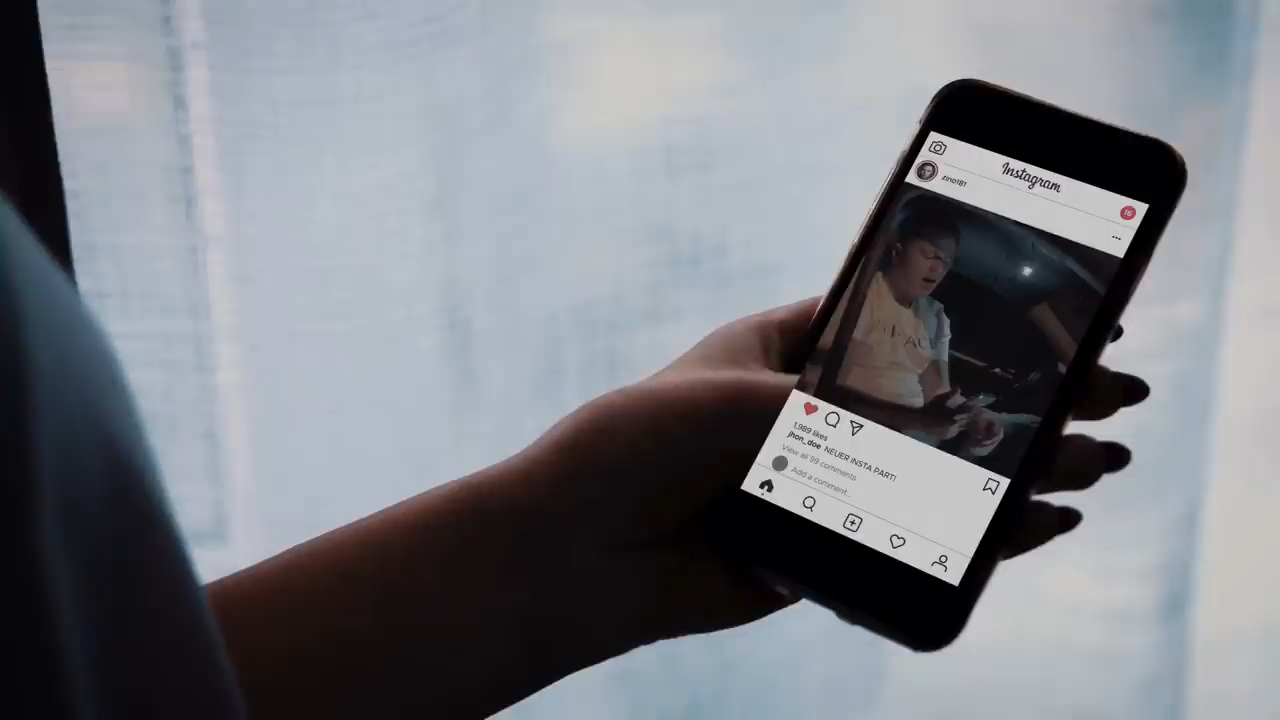 Instagram
zino181
16
1,989 likes
jhon_doe NEUER INSTA PART!
View all 99 comments
Add a comment...